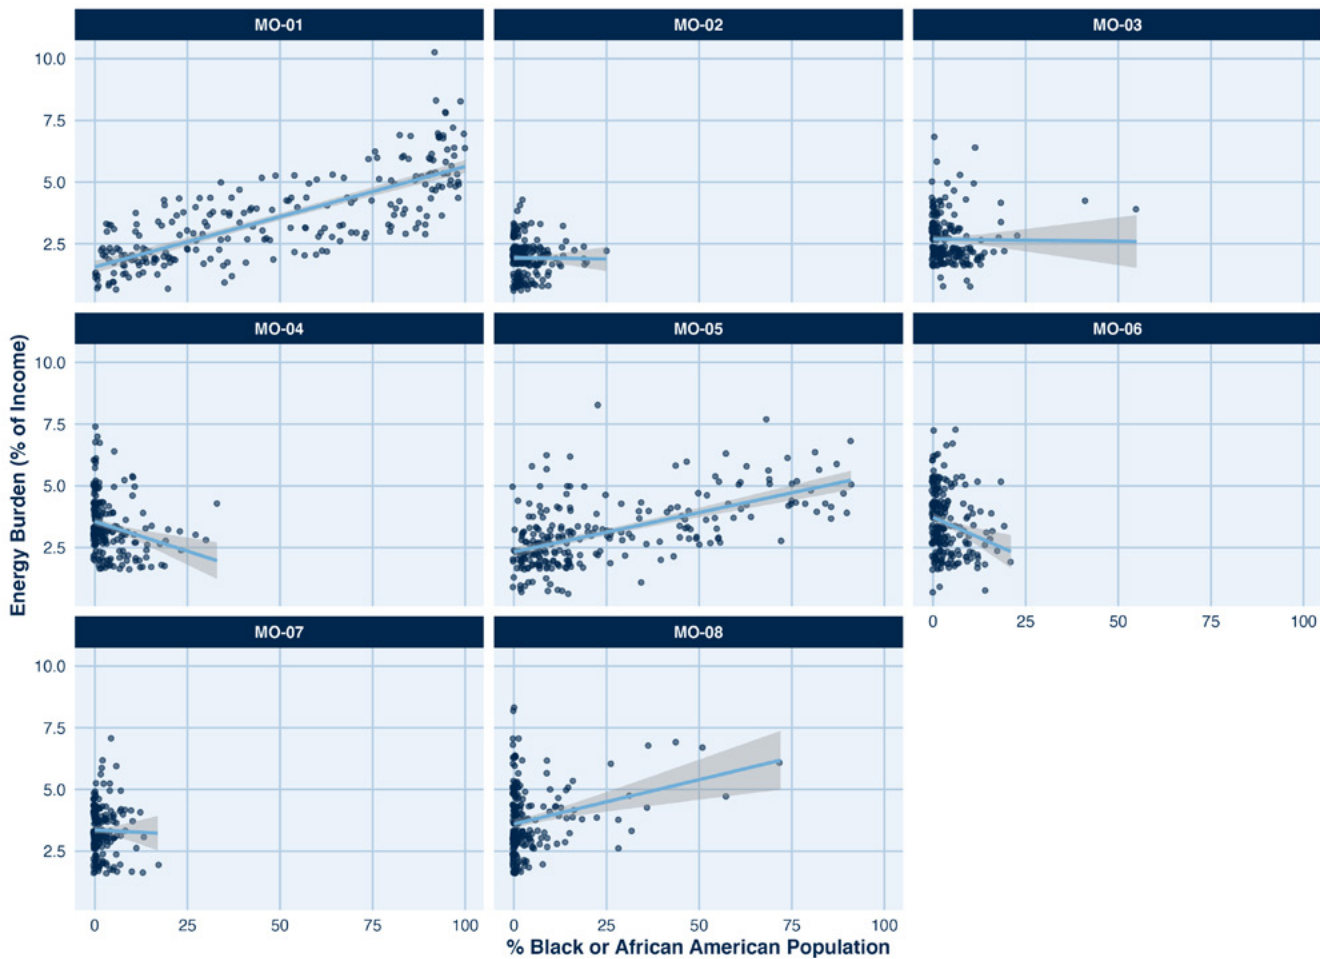 MO-01
MO-02
MO-03
10.0
7.5
5.0
2.5
MO-04
MO-05
MO-06
10.0
7.5
5.0
2.5
0 25 50 75 100
MO-07
MO-08
10.0
7.5
5.0
2.5
0 25 50 75 100
0 25 50 75 100
Energy Burden (% of Income)
% Black or African American Population